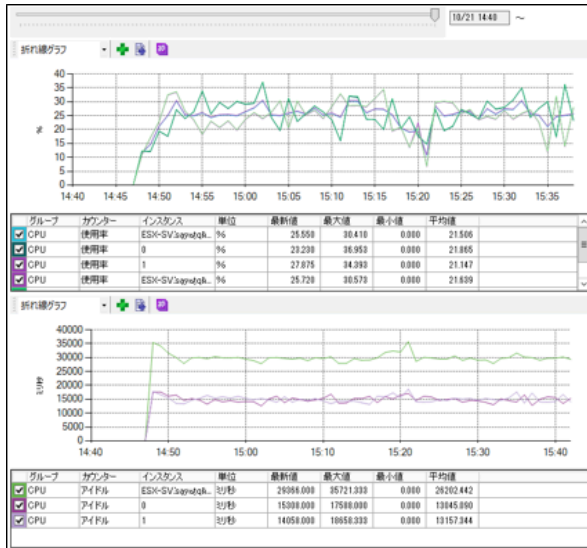 10/21 14:40 ～
折れ線グラフ
40
35
30
25
20
15
10
5
0
%
14:40 14:45 14:50 14:55 15:00 15:05 15:10 15:15 15:20 15:25 15:30 15:35
グループ カウンター インスタンス 単位 最新値 最大値 最小値 平均値
CPU 使用率 % 25.550 30.410 0.000 21.506
CPU 使用率 0 % 23.230 36.953 0.000 21.865
CPU 使用率 1 % 27.875 34.393 0.000 21.147
CPU 使用率 % 25.720 30.573 0.000 21.639
折れ線グラフ
40000
35000
30000
25000
20000
15000
10000
5000
0
ミリ秒
14:40 14:50 15:00 15:10 15:20 15:30 15:40
グループ カウンター インスタンス 単位 最新値 最大値 最小値 平均値
CPU アイドル ミリ秒 29366.000 35721.333 0.000 26202.442
CPU アイドル 0 ミリ秒 15308.000 17588.000 0.000 13045.090
CPU アイドル 1 ミリ秒 14058.000 18658.333 0.000 13157.344